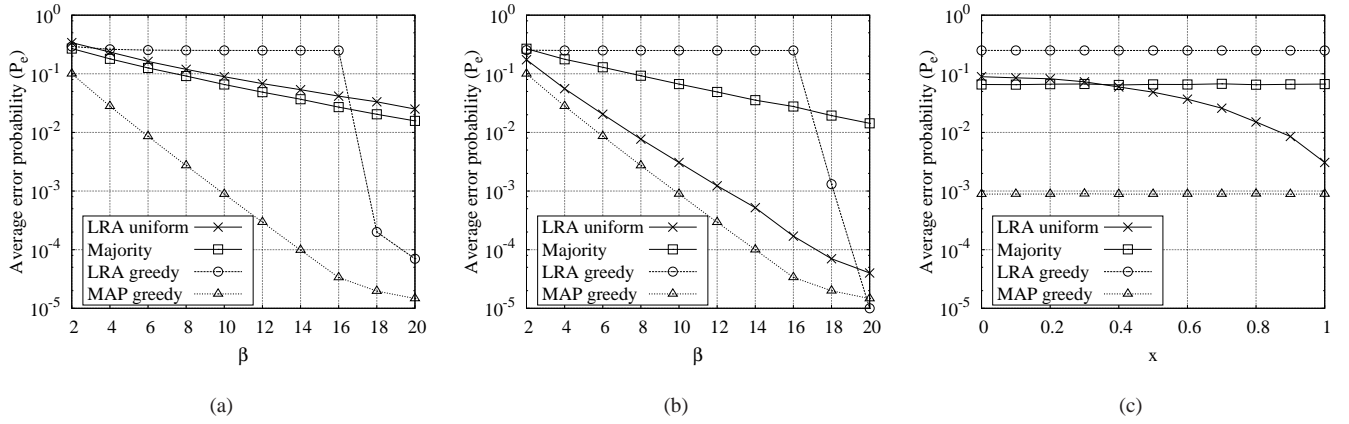 Average error probability (Pe)
10^0
10^-1
10^-2
10^-3
10^-4
10^-5
LRA uniform
Majority
LRA greedy
MAP greedy
2 4 6 8 10 12 14 16 18 20
β
(a)
Average error probability (Pe)
10^0
10^-1
10^-2
10^-3
10^-4
10^-5
LRA uniform
Majority
LRA greedy
MAP greedy
2 4 6 8 10 12 14 16 18 20
β
(b)
Average error probability (Pe)
10^0
10^-1
10^-2
10^-3
10^-4
10^-5
LRA uniform
Majority
LRA greedy
MAP greedy
0 0.2 0.4 0.6 0.8 1
x
(c)